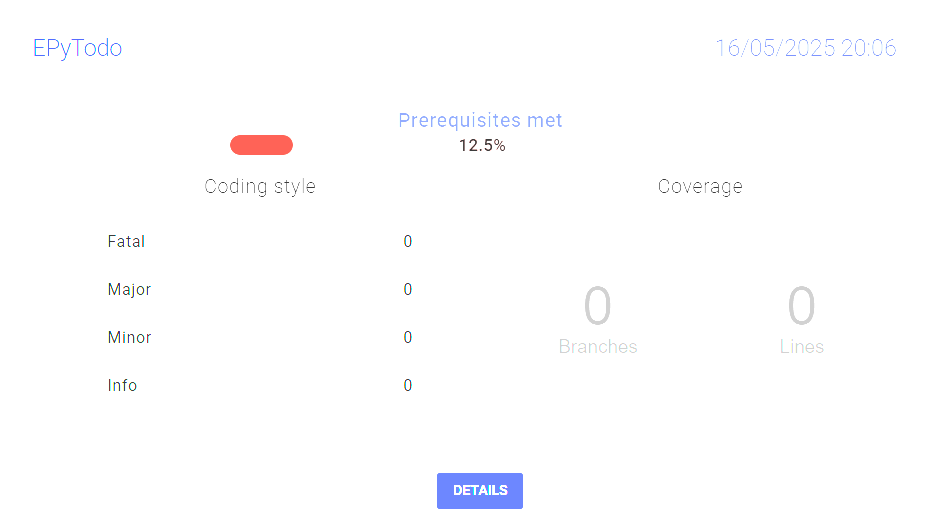 EPyTodo
16/05/2025 20:06
Prerequisites met
12.5%
Coding style
Coverage
Fatal 0
Major 0
Minor 0
Info 0
0
Branches
0
Lines
DETAILS